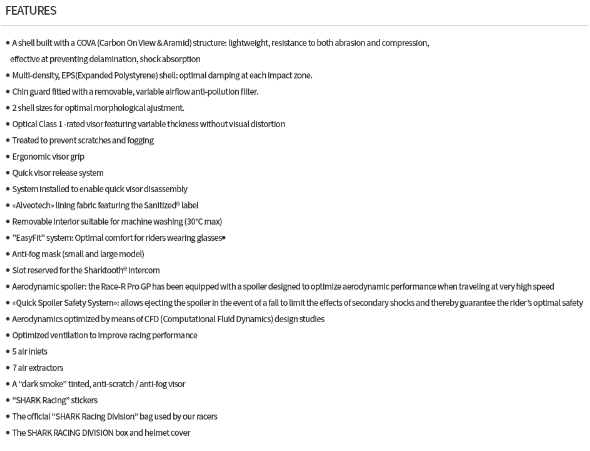 FEATURES
● A shell built with a COVA (Carbon On View & Aramid) structure: lightweight, resistance to both abrasion and compression,
effective at preventing delamination, shock absorption
● Multi-density, EPS(Expanded Polystyrene) shell: optimal damping at each impact zone.
● Chin guard fitted with a removable, variable airflow anti-pollution filter.
● 2 shell sizes for optimal morphological ajustment.
● Optical Class 1 -rated visor featuring variable thckness without visual distortion
● Treated to prevent scratches and fogging
● Ergonomic visor grip
● Quick visor release system
● System installed to enable quick visor disassembly
● «Alveotech» lining fabric featuring the Sanitized® label
● Removable interior suitable for machine washing (30°C max)
● "EasyFit" system: Optimal comfort for riders wearing glasses●
● Anti-fog mask (small and large model)
● Slot reserved for the Sharktooth® intercom
● Aerodynamic spoiler: the Race-R Pro GP has been equipped with a spoiler designed to optimize aerodynamic performance when traveling at very high speed
● «Quick Spoiler Safety System»: allows ejecting the spoiler in the event of a fall to limit the effects of secondary shocks and thereby guarantee the rider's optimal safety
● Aerodynamics optimized by means of CFD (Computational Fluid Dynamics) design studies
● Optimized ventilation to improve racing performance
● 5 air inlets
● 7 air extractors
● A "dark smoke" tinted, anti-scratch / anti-fog visor
● "SHARK Racing" stickers
● The official "SHARK Racing Division" bag used by our racers
● The SHARK RACING DIVISION box and helmet cover